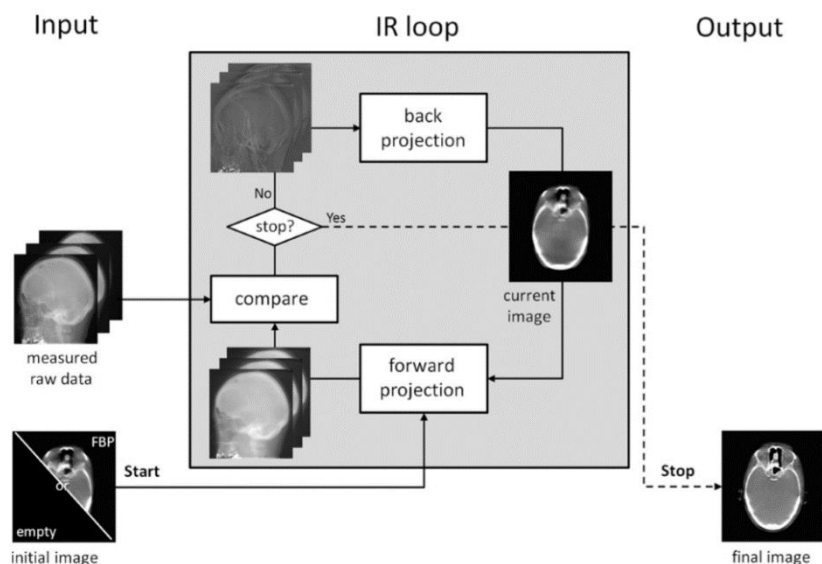 Input
IR loop
Output
back
projection
No
stop?
Yes
current
image
compare
measured
raw data
forward
projection
FBP
or
empty
Start
Stop
initial image
final image